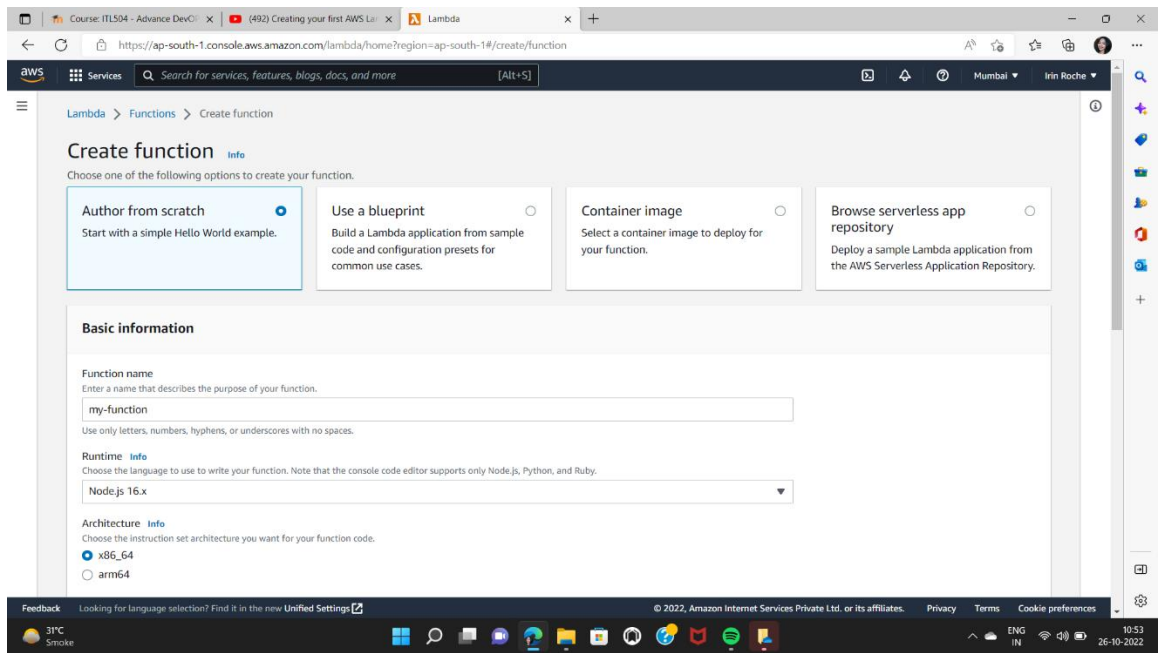 Course: ITL504 - Advance DevOP
(492) Creating your first AWS La
Lambda
https://ap-south-1.console.aws.amazon.com/lambda/home?region=ap-south-1#/create/function
aws
Services
Search for services, features, blogs, docs, and more
[Alt+S]
Mumbai
Irin Roche
Lambda > Functions > Create function
Create function Info
Choose one of the following options to create your function.
Author from scratch
Start with a simple Hello World example.
Use a blueprint
Build a Lambda application from sample
code and configuration presets for
common use cases.
Container image
Select a container image to deploy for
your function.
Browse serverless app
repository
Deploy a sample Lambda application from
the AWS Serverless Application Repository.
Basic information
Function name
Enter a name that describes the purpose of your function.
my-function
Use only letters, numbers, hyphens, or underscores with no spaces.
Runtime Info
Choose the language to use to write your function. Note that the console code editor supports only Node.js, Python, and Ruby.
Node.js 16.x
Architecture Info
Choose the instruction set architecture you want for your function code.
x86_64
arm64
Feedback
Looking for language selection? Find it in the new Unified Settings
© 2022, Amazon Internet Services Private Ltd. or its affiliates.
Privacy
Terms
Cookie preferences
31°C
Smoke
ENG
IN
10:53
26-10-2022